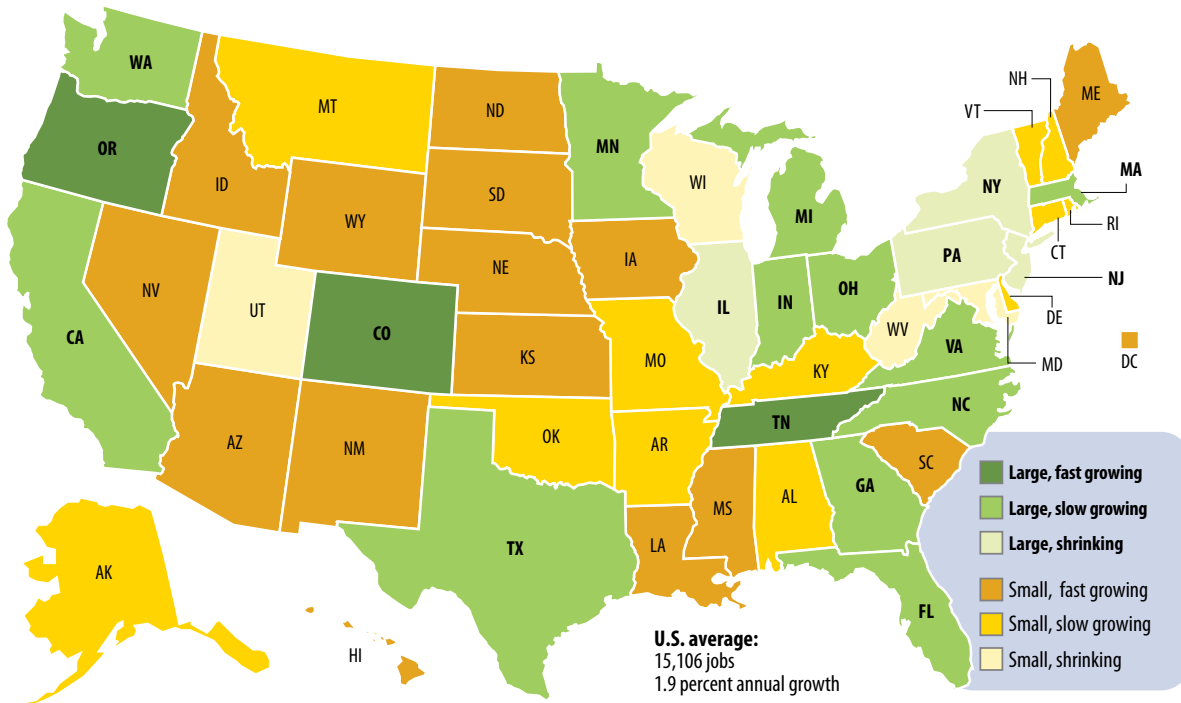 WA
MT
ND
MN
NH
ME
VT
OR
ID
SD
WI
NY
MA
WY
MI
RI
CT
NE
IA
PA
NJ
NV
UT
CO
IL
IN
OH
DE
WV
CA
KS
MO
KY
VA
MD
DC
TN
NC
AZ
NM
OK
AR
SC
MS
AL
GA
TX
LA
FL
AK
HI
Large, fast growing
Large, slow growing
Large, shrinking
Small, fast growing
Small, slow growing
Small, shrinking
U.S. average:
15,106 jobs
1.9 percent annual growth